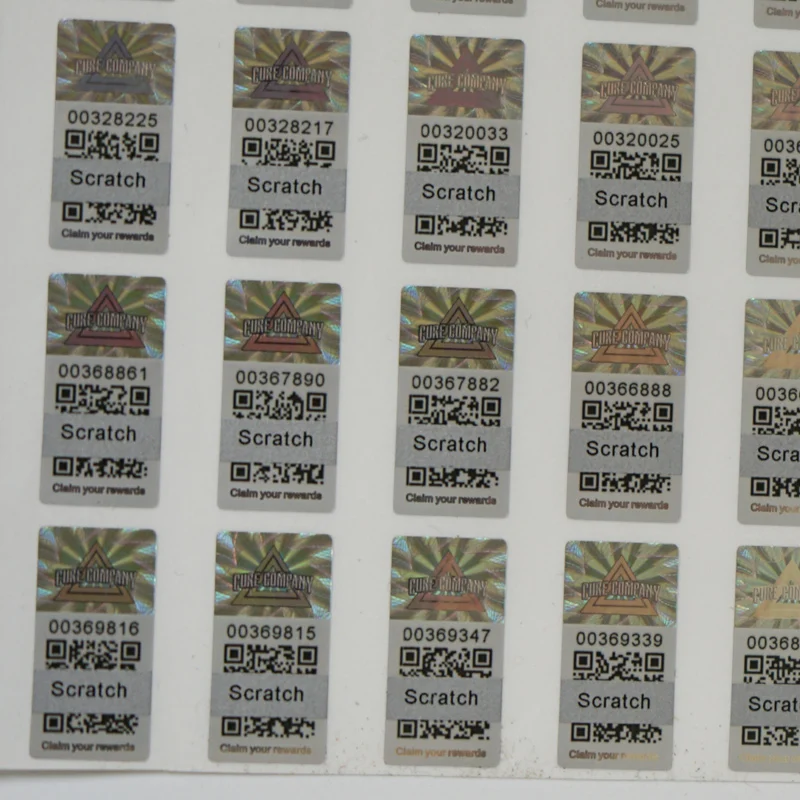 Claim your rewards
CURE COMPANY
00328225
Scratch
Claim your rewards
CURE COMPANY
00328217
Scratch
Claim your rewards
CURE COMPANY
00320033
Scratch
Claim your rewards
CURE COMPANY
00320025
Scratch
Claim your rewards
CURE COMPANY
00368861
Scratch
Claim your rewards
CURE COMPANY
00367890
Scratch
Claim your rewards
CURE COMPANY
00367882
Scratch
Claim your rewards
CURE COMPANY
00366888
Scratch
Claim your rewards
CURE COMPANY
00369816
Scratch
Claim your rewards
CURE COMPANY
00369815
Scratch
Claim your rewards
CURE COMPANY
00369347
Scratch
Claim your rewards
CURE COMPANY
00369339
Scratch
Claim your rewards